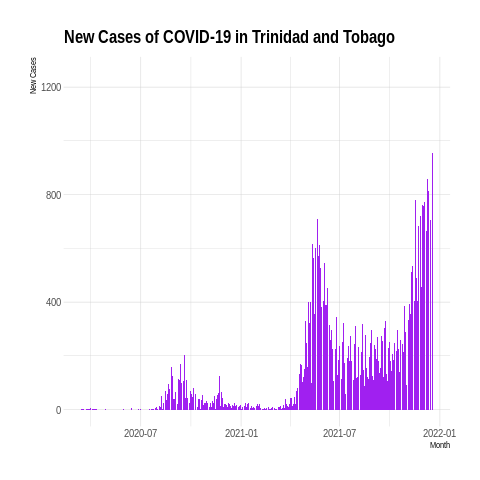 New Cases of COVID-19 in Trinidad and Tobago
New Cases
1200
800
400
0
2020-07
2021-01
2021-07
2022-01
Month